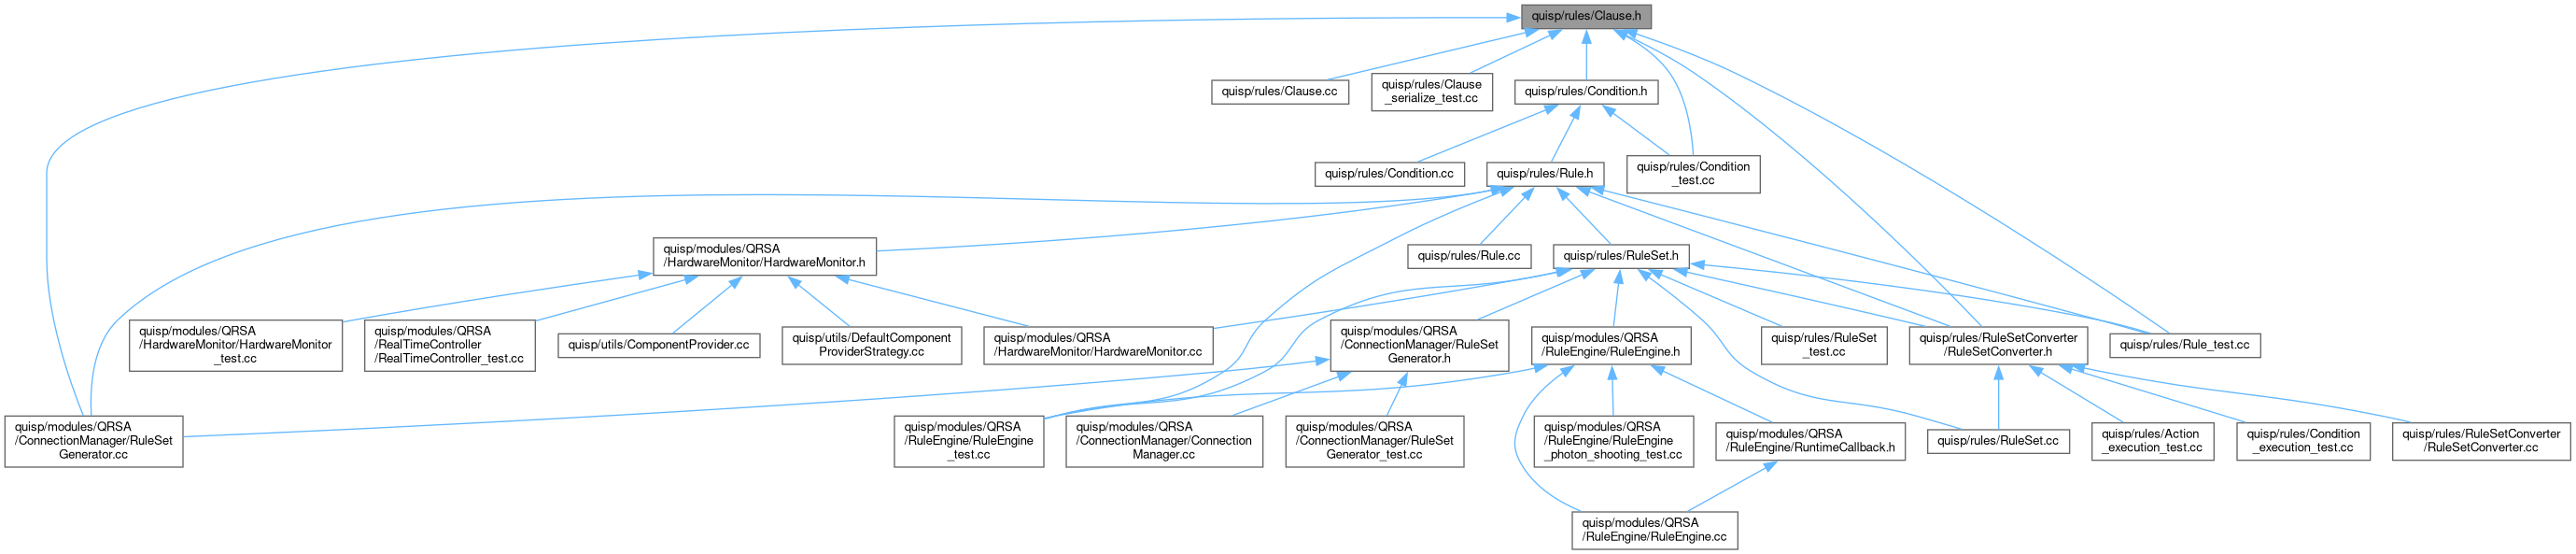 quisp/rules/Clause.h
quisp/rules/Clause.cc
quisp/rules/Clause
_serialize_test.cc
quisp/rules/Condition.h
quisp/rules/Condition.cc
quisp/rules/Rule.h
quisp/rules/Condition
_test.cc
quisp/modules/QRSA
/HardwareMonitor/HardwareMonitor.h
quisp/rules/Rule.cc
quisp/rules/RuleSet.h
quisp/modules/QRSA
/HardwareMonitor/HardwareMonitor
_test.cc
quisp/modules/QRSA
/RealTimeController
/RealTimeController_test.cc
quisp/utils/ComponentProvider.cc
quisp/utils/DefaultComponent
ProviderStrategy.cc
quisp/modules/QRSA
/HardwareMonitor/HardwareMonitor.cc
quisp/modules/QRSA
/ConnectionManager/RuleSet
Generator.h
quisp/modules/QRSA
/RuleEngine/RuleEngine.h
quisp/rules/RuleSet
_test.cc
quisp/rules/RuleSetConverter
/RuleSetConverter.h
quisp/rules/Rule_test.cc
quisp/modules/QRSA
/ConnectionManager/RuleSet
Generator.cc
quisp/modules/QRSA
/RuleEngine/RuleEngine
_test.cc
quisp/modules/QRSA
/ConnectionManager/Connection
Manager.cc
quisp/modules/QRSA
/ConnectionManager/RuleSet
Generator_test.cc
quisp/modules/QRSA
/RuleEngine/RuleEngine
_photon_shooting_test.cc
quisp/modules/QRSA
/RuleEngine/RuntimeCallback.h
quisp/rules/RuleSet.cc
quisp/rules/Action
_execution_test.cc
quisp/rules/Condition
_execution_test.cc
quisp/rules/RuleSetConverter
/RuleSetConverter.cc
quisp/modules/QRSA
/RuleEngine/RuleEngine.cc